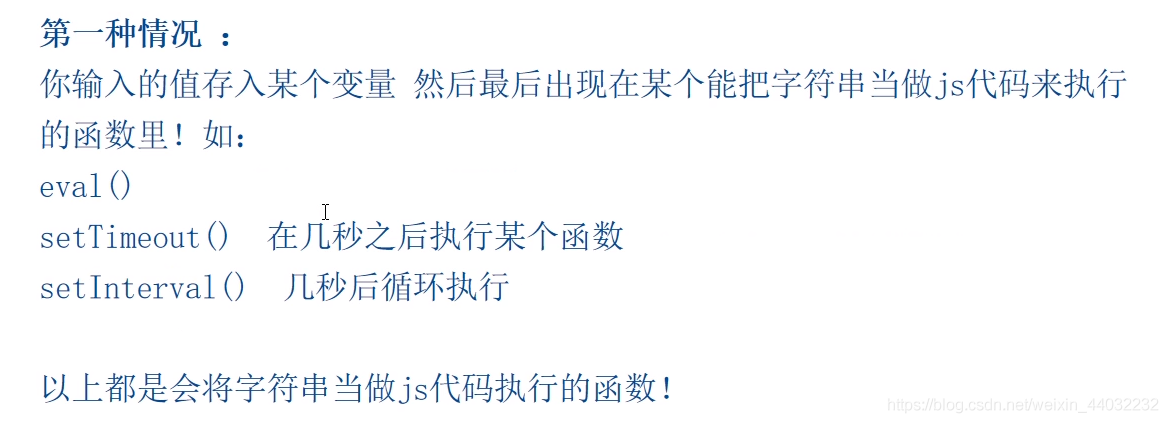 第一种情况 ：
你输入的值存入某个变量 然后最后出现在某个能把字符串当做js代码来执行
的函数里！如：
eval()
setTimeout() 在几秒之后执行某个函数
setInterval() 几秒后循环执行
以上都是会将字符串当做js代码执行的函数！
https://blog.csdn.net/weixin_44032232